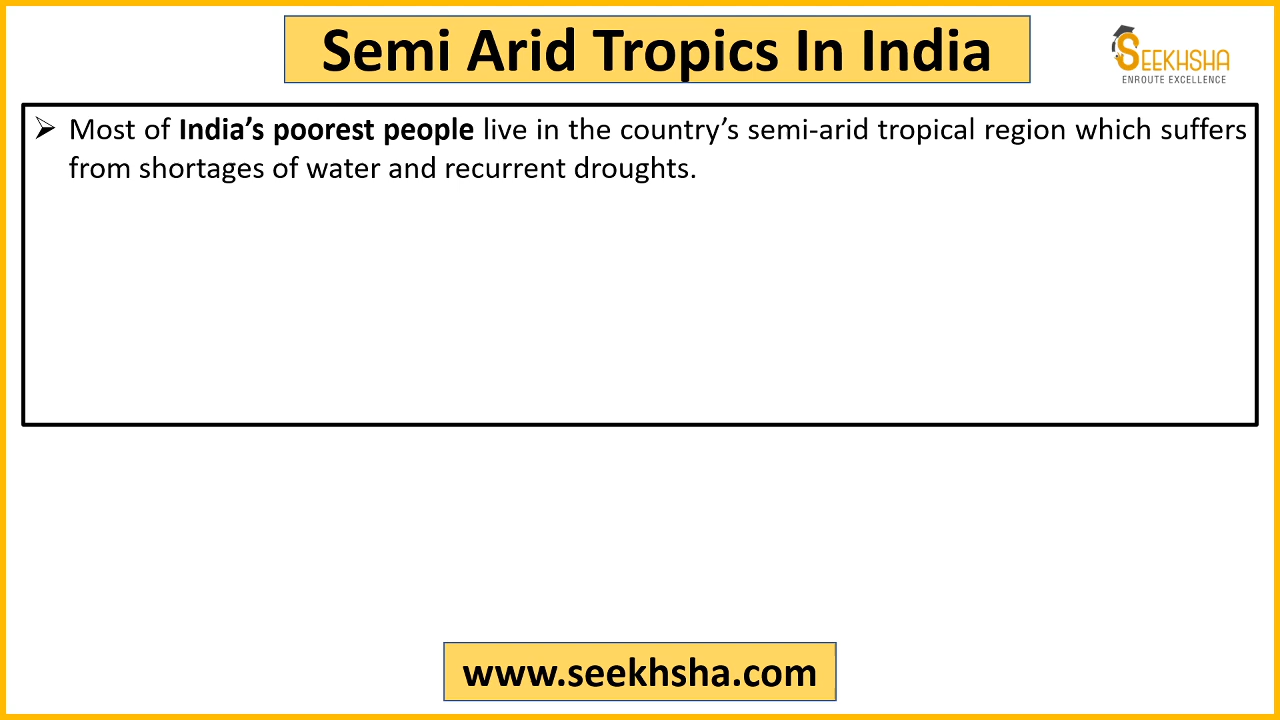 Semi Arid Tropics In India
SEEKHSHA
ENROUTE EXCELLENCE
➢ Most of India’s poorest people live in the country’s semi-arid tropical region which suffers
from shortages of water and recurrent droughts.
www.seekhsha.com